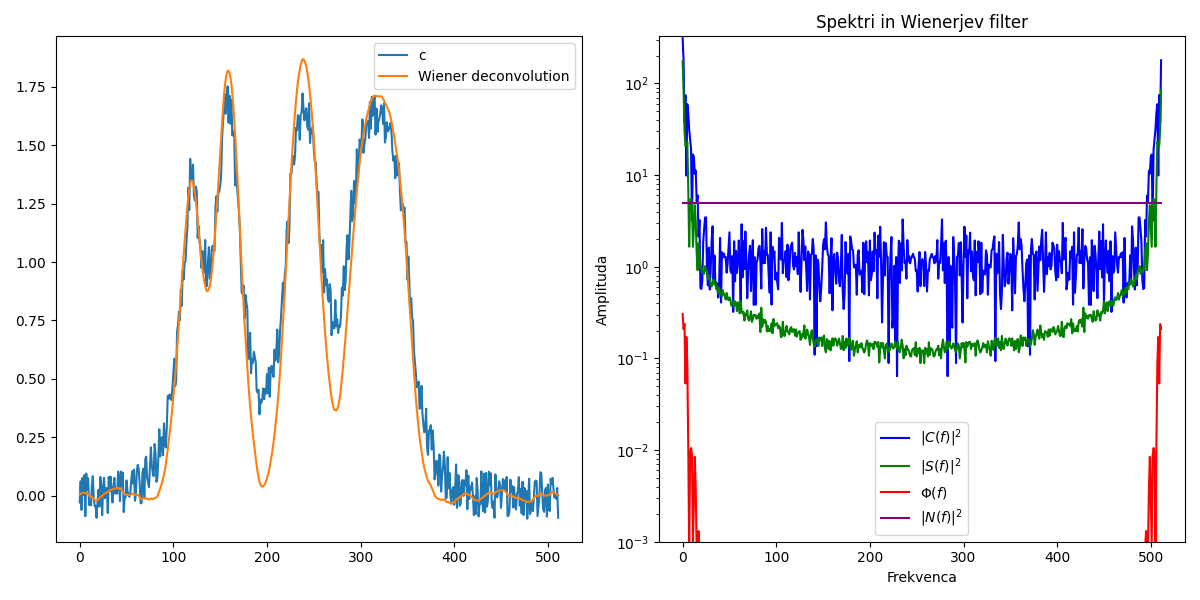 c
Wiener deconvolution
1.75
1.50
1.25
1.00
0.75
0.50
0.25
0.00
0
100
200
300
400
500
Spektri in Wienerjev filter
Amplituda
10²
10¹
10⁰
10⁻¹
10⁻²
10⁻³
|C(f)|²
|S(f)|²
Φ(f)
|N(f)|²
0
100
200
300
400
500
Frekvenca